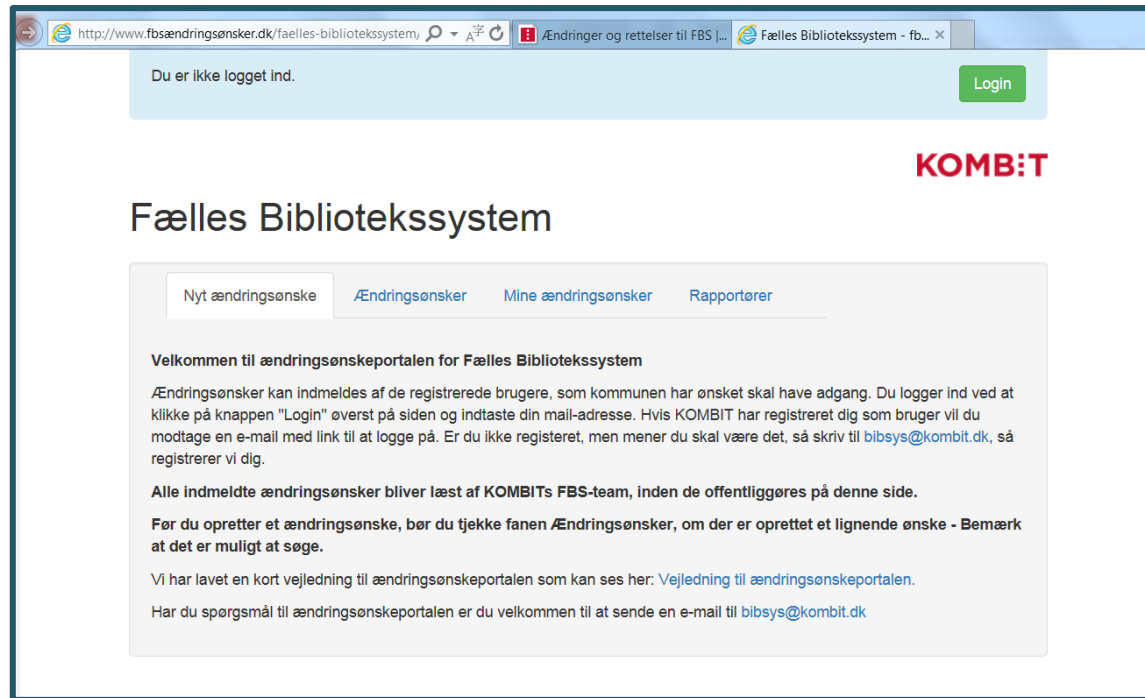 http://www.fbsændringsønsker.dk/faelles-bibliotekssystem/
Ændringer og rettelser til FBS |...
Fælles Bibliotekssystem - fb...
Du er ikke logget ind.
Login
KOMBIT
Fælles Bibliotekssystem
Nyt ændringsønske Ændringsønsker Mine ændringsønsker Rapportører
Velkommen til ændringsønskeportalen for Fælles Bibliotekssystem
Ændringsønsker kan indmeldes af de registrerede brugere, som kommunen har ønsket skal have adgang. Du logger ind ved at
klikke på knappen "Login" øverst på siden og indtaste din mail-adresse. Hvis KOMBIT har registreret dig som bruger vil du
modtage en e-mail med link til at logge på. Er du ikke registeret, men mener du skal være det, så skriv til bibsys@kombit.dk, så
registrerer vi dig.
Alle indmeldte ændringsønsker bliver læst af KOMBITs FBS-team, inden de offentliggøres på denne side.
Før du opretter et ændringsønske, bør du tjekke fanen Ændringsønsker, om der er oprettet et lignende ønske - Bemærk
at det er muligt at søge.
Vi har lavet en kort vejledning til ændringsønskeportalen som kan ses her: Vejledning til ændringsønskeportalen.
Har du spørgsmål til ændringsønskeportalen er du velkommen til at sende en e-mail til bibsys@kombit.dk